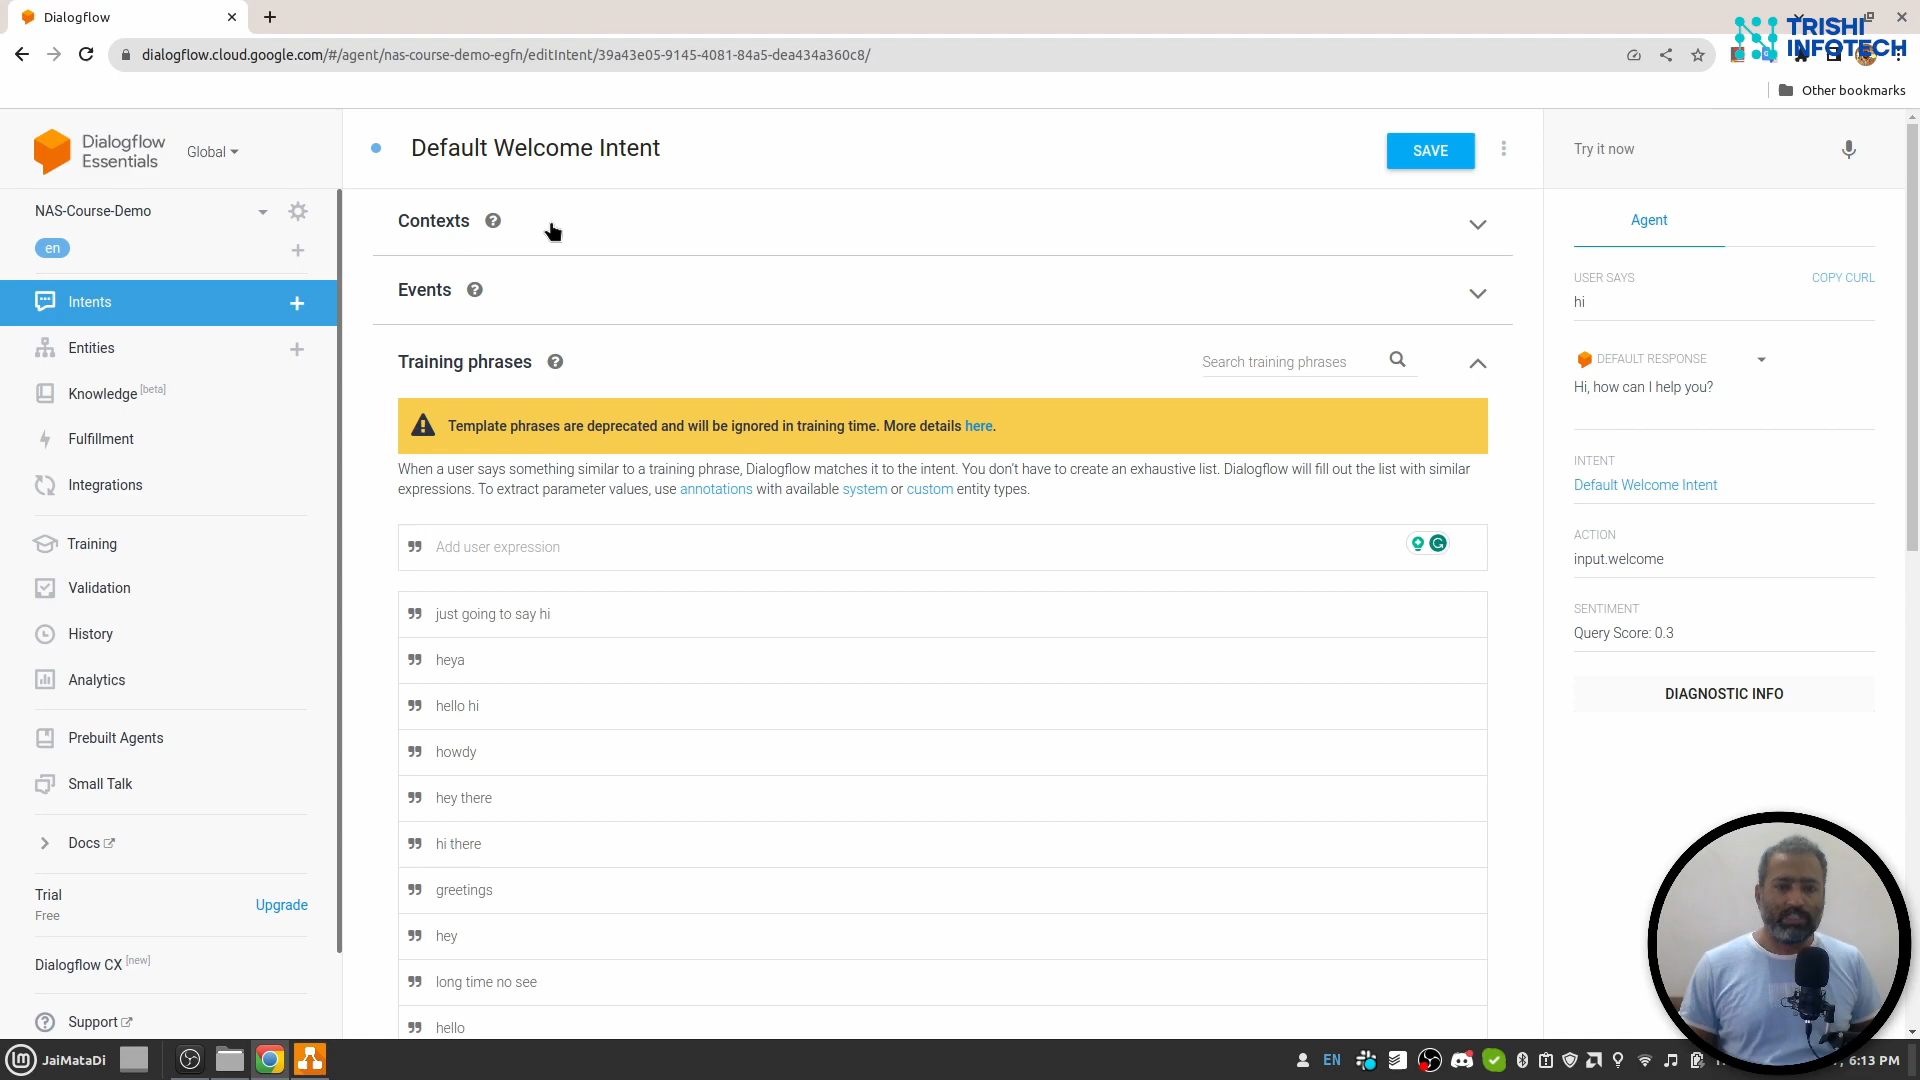 Dialogflow
TRISHI
INFOTECH
dialogflow.cloud.google.com/#/agent/nas-course-demo-egfn/editIntent/39a43e05-9145-4081-84a5-dea434a360c8/
Other bookmarks
Dialogflow
Essentials
Global
Default Welcome Intent
SAVE
Try it now
NAS-Course-Demo
en
Contexts
Agent
Intents
Events
USER SAYS
COPY CURL
hi
Entities
Training phrases
Search training phrases
DEFAULT RESPONSE
Hi, how can I help you?
Knowledge [beta]
Template phrases are deprecated and will be ignored in training time. More details here.
Fulfillment
When a user says something similar to a training phrase, Dialogflow matches it to the intent. You don't have to create an exhaustive list. Dialogflow will fill out the list with similar
expressions. To extract parameter values, use annotations with available system or custom entity types.
INTENT
Default Welcome Intent
Integrations
Add user expression
ACTION
input.welcome
Training
Validation
just going to say hi
SENTIMENT
Query Score: 0.3
History
heya
Analytics
hello hi
DIAGNOSTIC INFO
Prebuilt Agents
howdy
Small Talk
hey there
Docs
hi there
Trial
Free
Upgrade
greetings
hey
Dialogflow CX [new]
long time no see
Support
hello
JaiMataDi
EN
6:13 PM